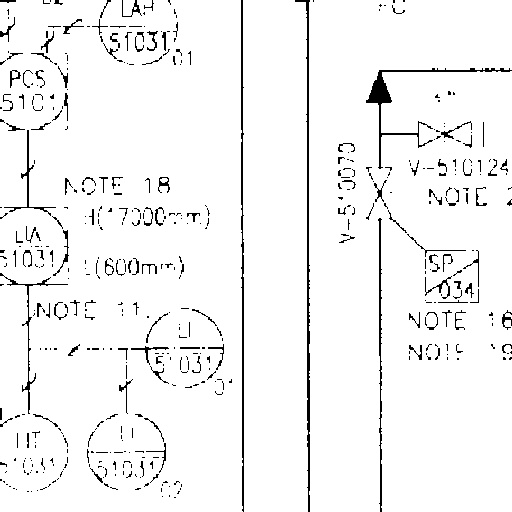 LAH
51031
01
PCS
5101
NOTE 18
H(17000mm)
LIA
51031
L(600mm)
NOTE 11.
LI
51031
01
LIT
51031
LI
51031
02
V-510070
V-510124
NOTE 2
SP
034
NOTE 16
NOTE 19